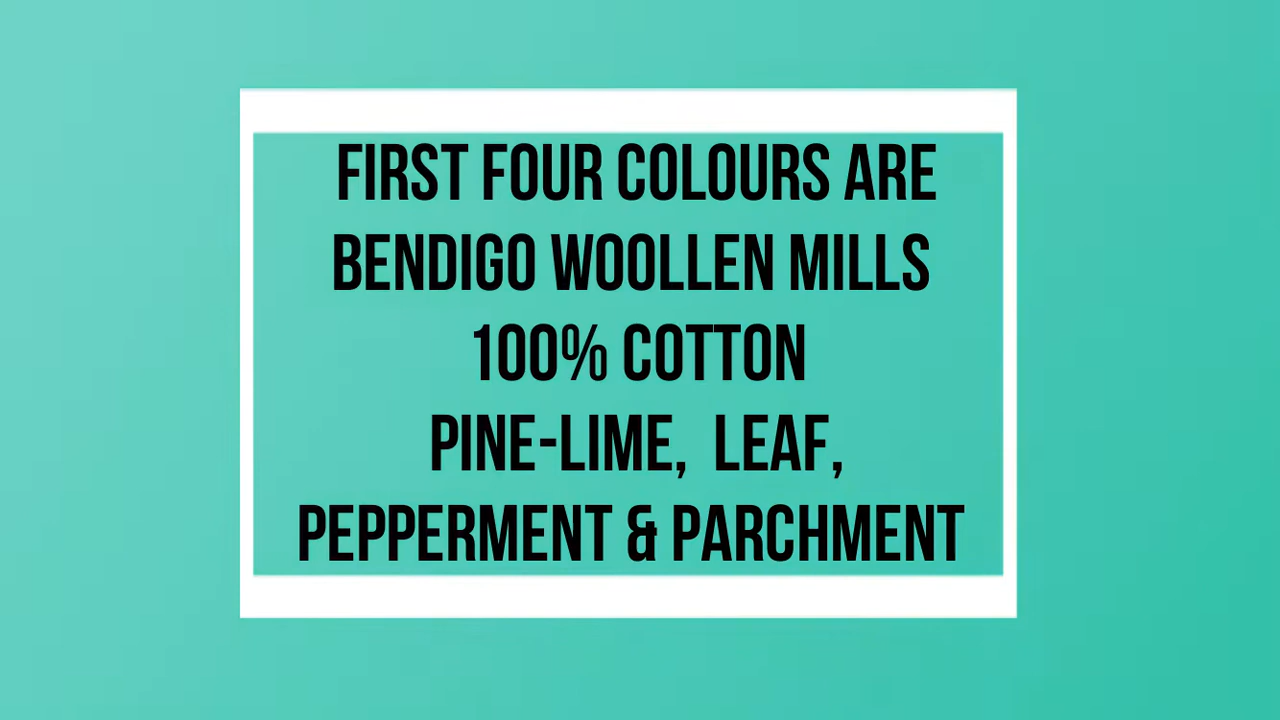 FIRST FOUR COLOURS ARE
BENDIGO WOOLLEN MILLS
100% COTTON
PINE-LIME, LEAF,
PEPPERMENT & PARCHMENT